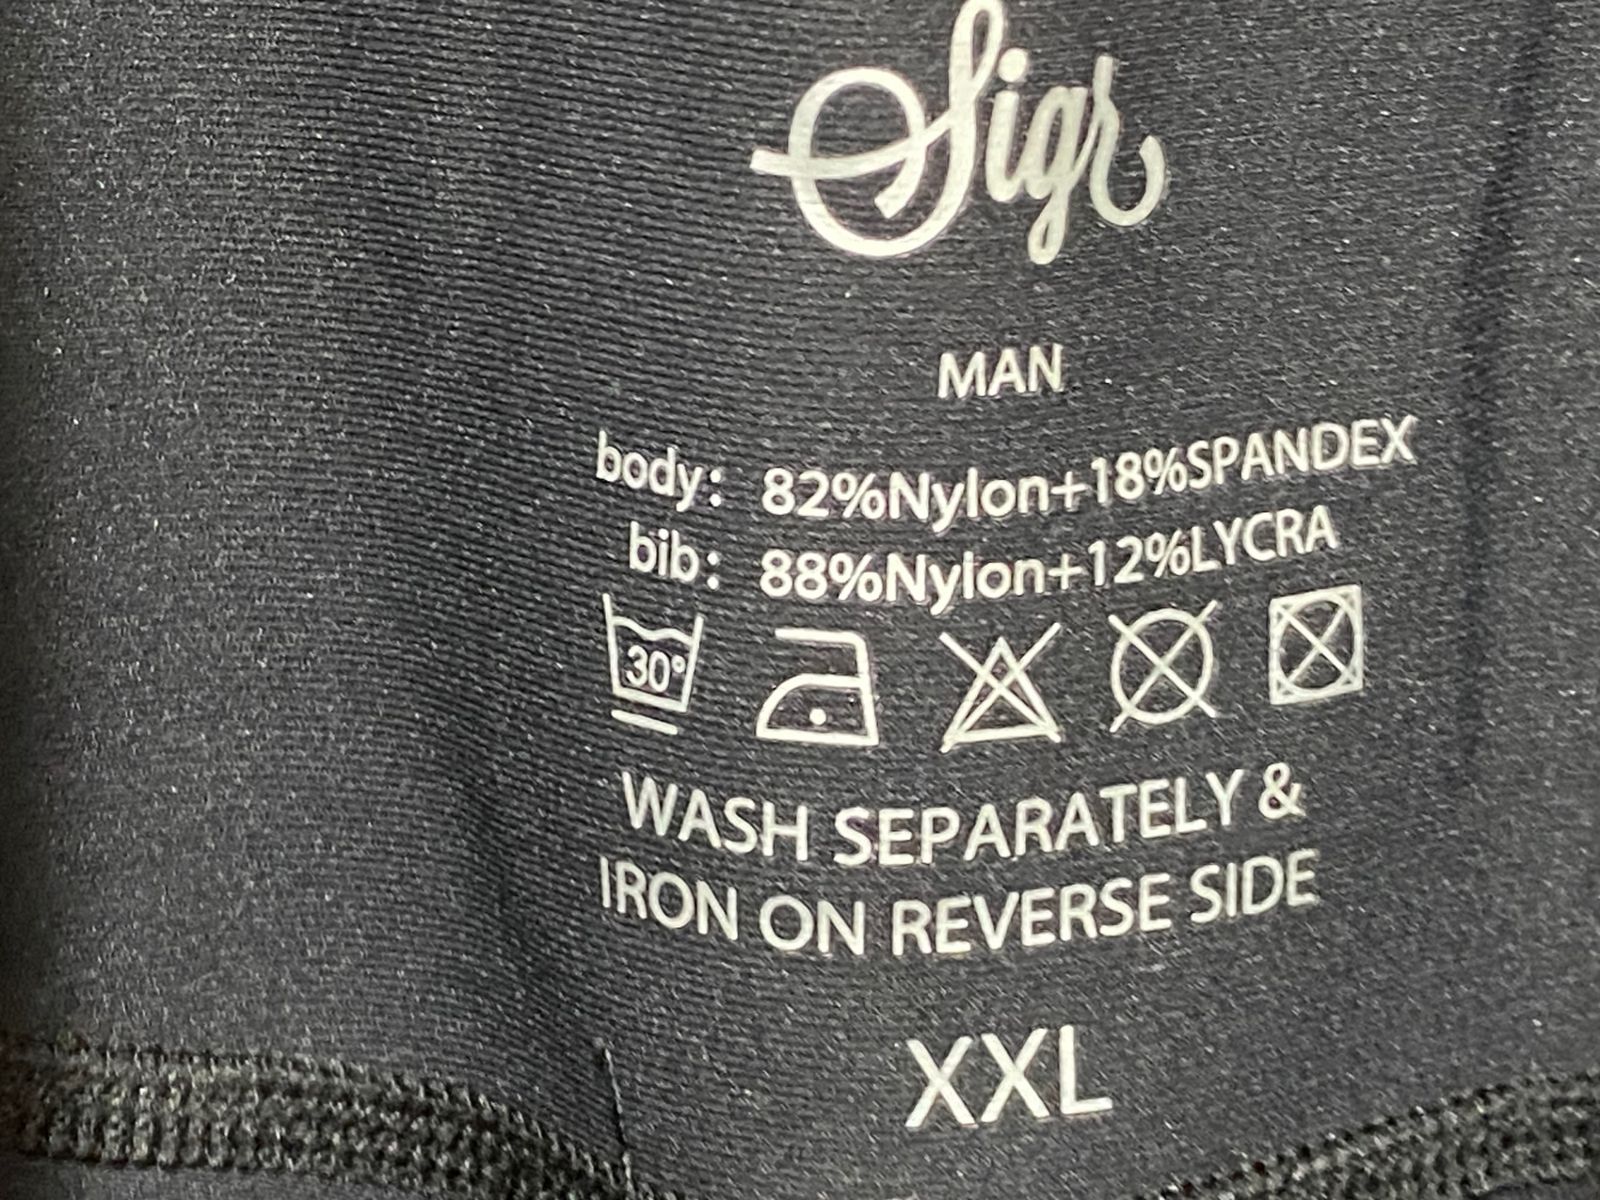 Sigr
MAN
body: 82%Nylon+18%SPANDEX
bib: 88%Nylon+12%LYCRA
30°
WASH SEPARATELY &
IRON ON REVERSE SIDE
XXL